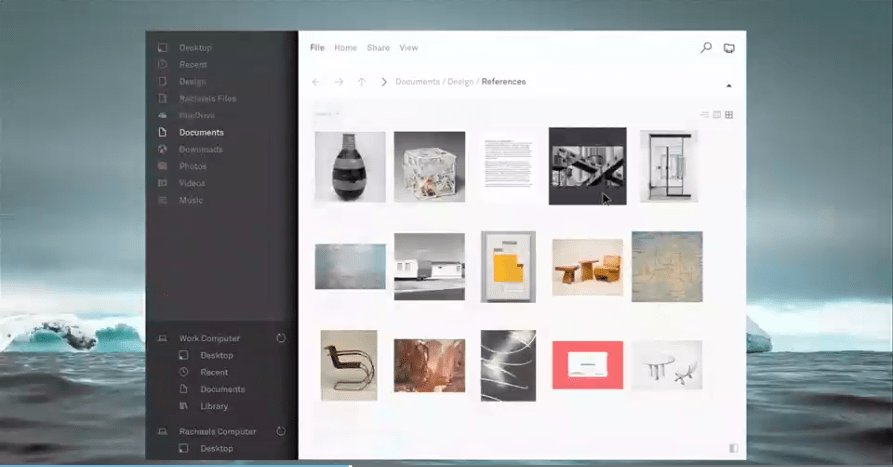 Desktop
Recent
Design
Rachaels Files
OneDrive
Documents
Downloads
Photos
Videos
Music
Work Computer
Desktop
Recent
Documents
Library
Rachaels Computer
Desktop
File Home Share View
Documents / Design / References